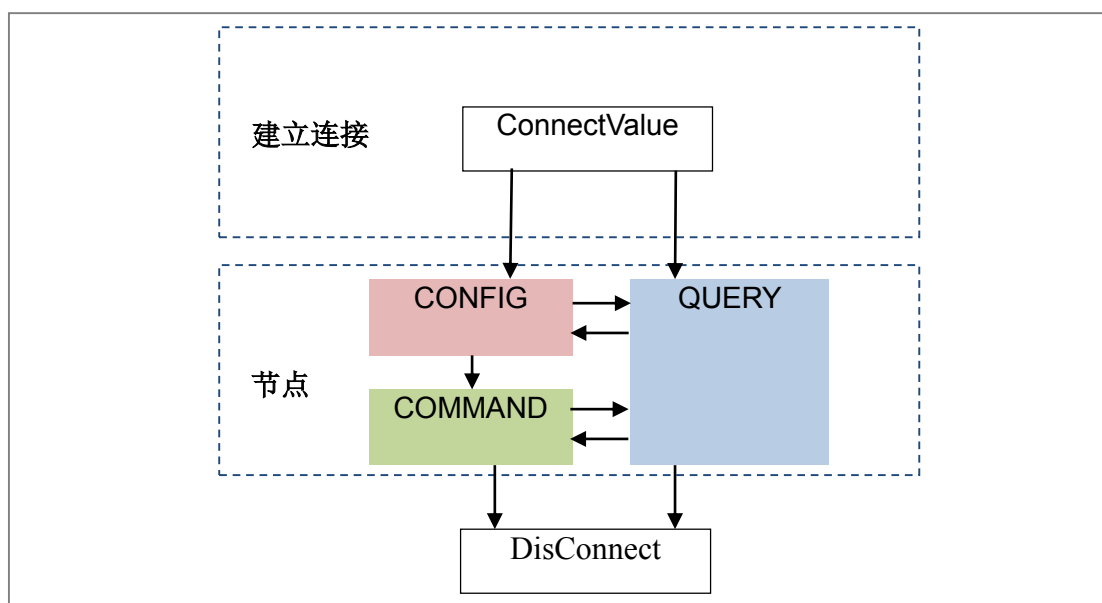 ConnectValue
建立连接
CONFIG
QUERY
节点
COMMAND
DisConnect